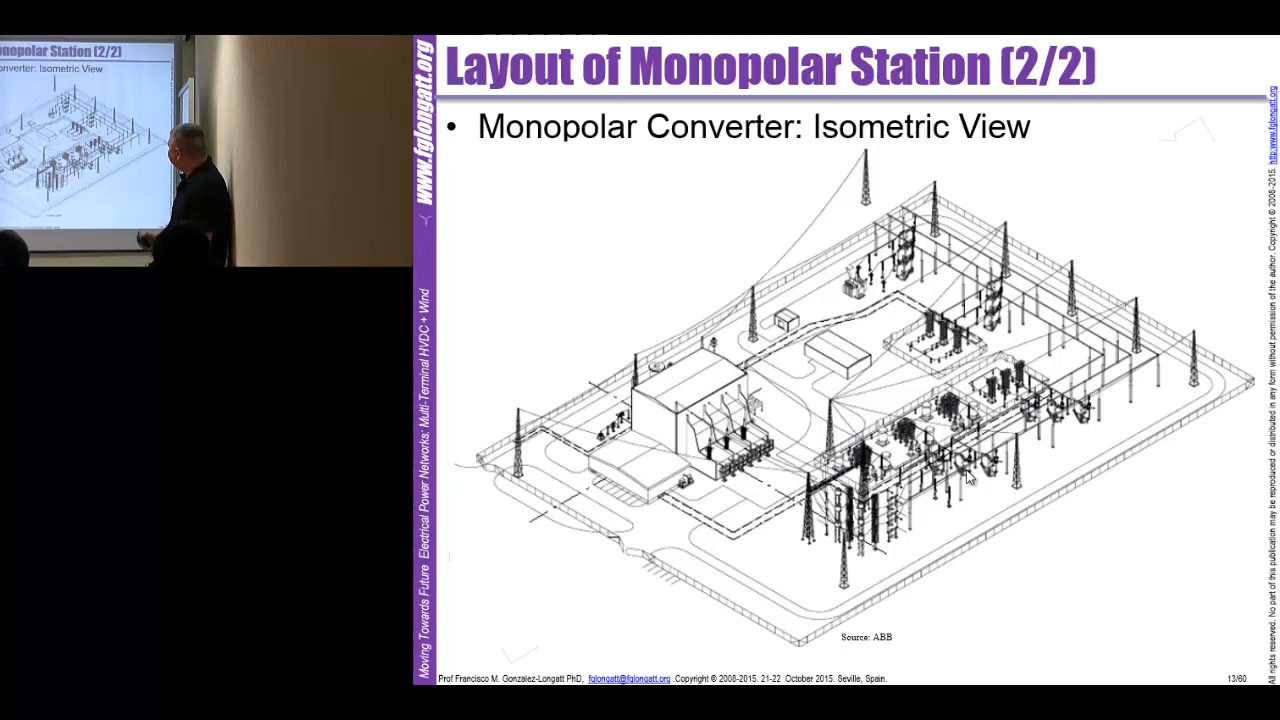 onopolar Station (2/2)
onverter: Isometric View
www.fglongatt.org
Moving Towards Future Electrical Power Networks: Multi-Terminal HVDC + Wind
Layout of Monopolar Station (2/2)
• Monopolar Converter: Isometric View
Source: ABB
Prof Francisco M. Gonzalez-Longatt PhD, fglongatt@fglongatt.org .Copyright © 2008-2015. 21-22 October 2015. Seville, Spain.
13/60
All rights reserved. No part of this publication may be reproduced or distributed in any form without permission of the author. Copyright © 2008-2015. http:www.fglongatt.org